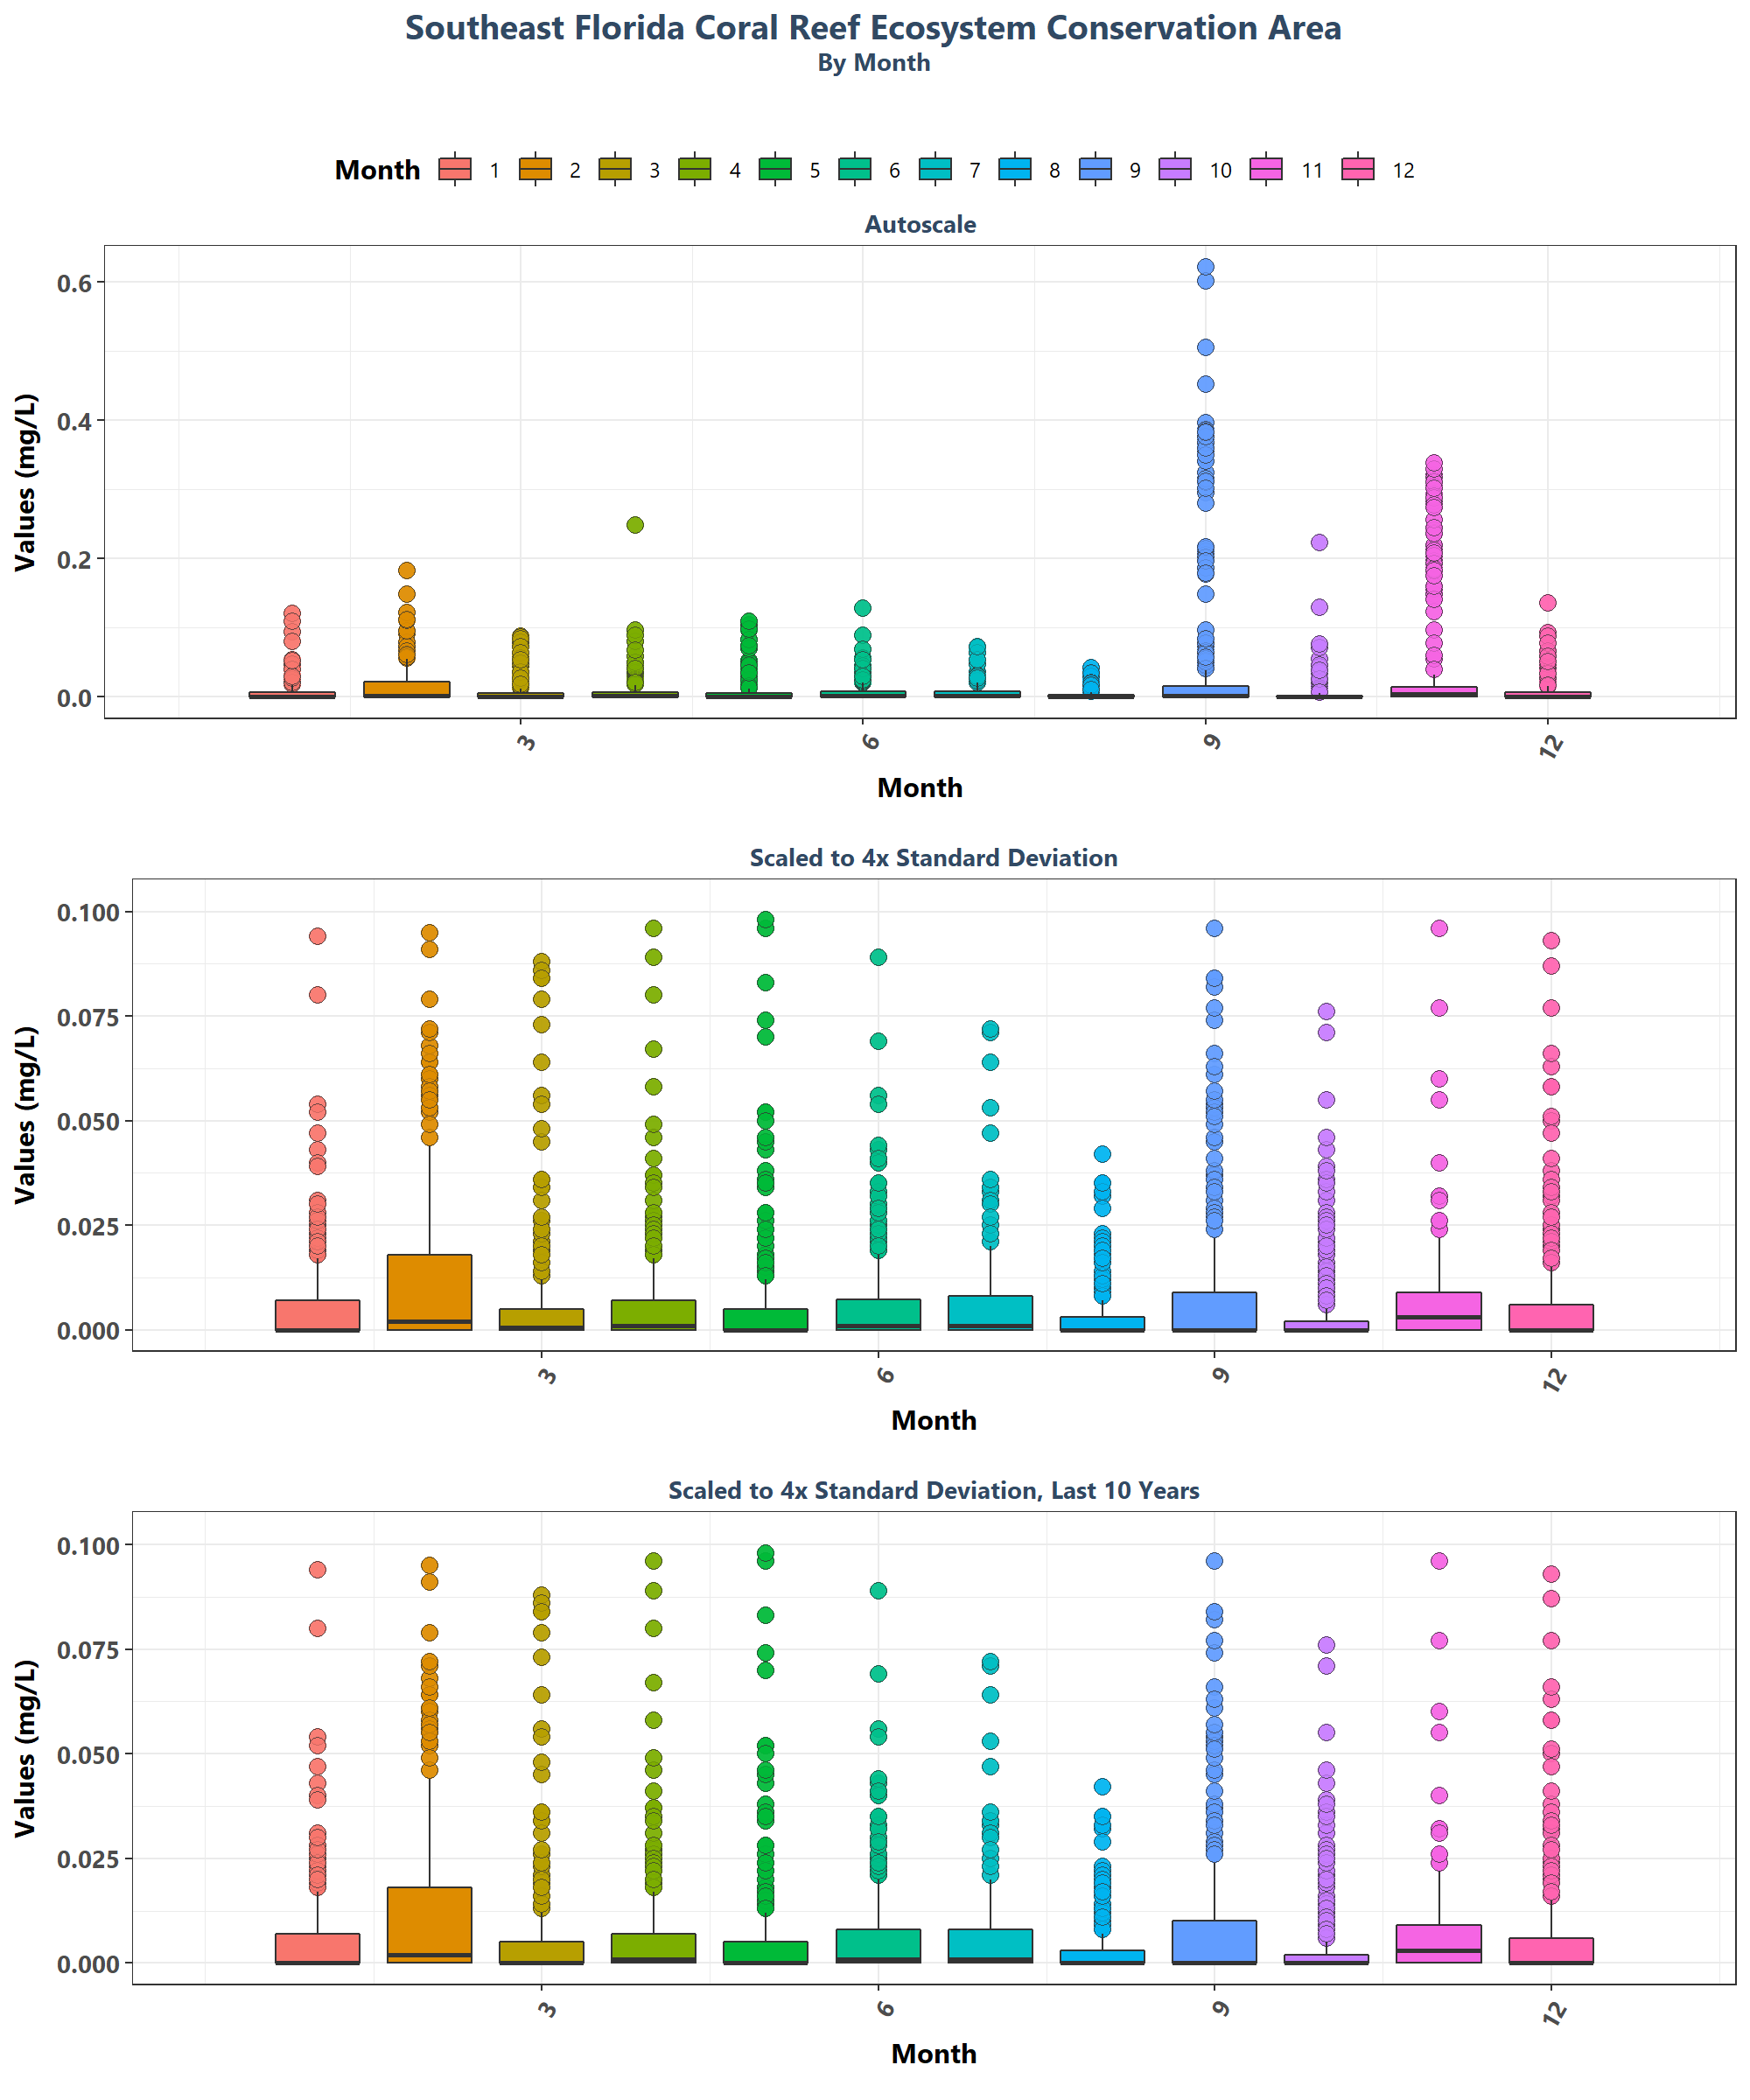 Southeast Florida Coral Reef Ecosystem Conservation Area
By Month
Month 1 2 3 4 5 6 7 8 9 10 11 12
Autoscale
Values (mg/L)
0.6
0.4
0.2
0.0
3 6 9 12
Month
Scaled to 4x Standard Deviation
Values (mg/L)
0.100
0.075
0.050
0.025
0.000
3 6 9 12
Month
Scaled to 4x Standard Deviation, Last 10 Years
Values (mg/L)
0.100
0.075
0.050
0.025
0.000
3 6 9 12
Month